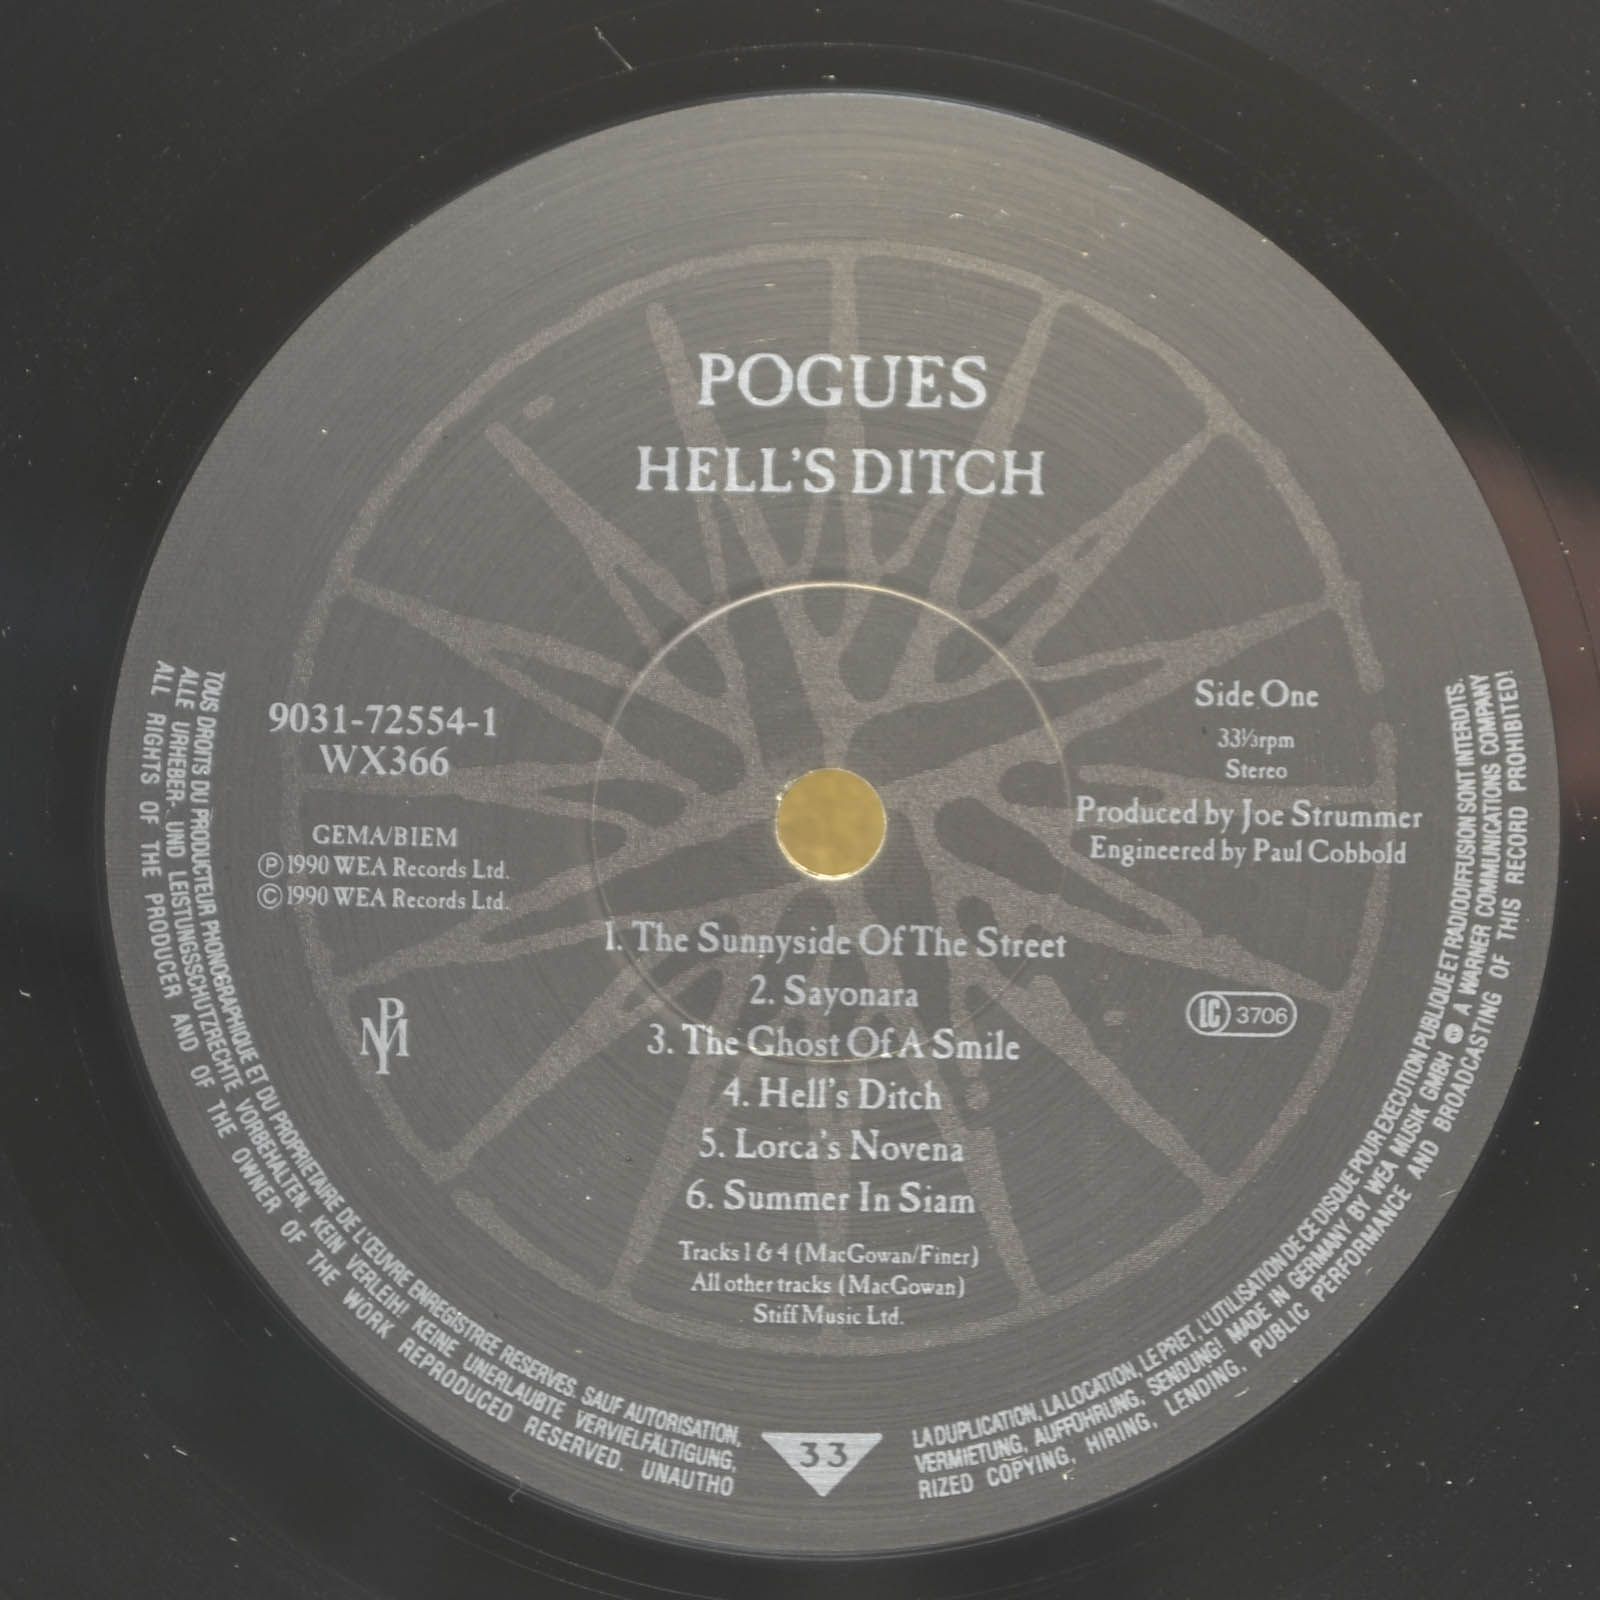 POGUES
HELL'S DITCH
9031-72554-1
WX366
GEMA/BIEM
Ⓟ 1990 WEA Records Ltd.
© 1990 WEA Records Ltd.
Side One
33⅓rpm
Stereo
Produced by Joe Strummer
Engineered by Paul Cobbold
1. The Sunnyside Of The Street
2. Sayonara
3. The Ghost Of A Smile
4. Hell's Ditch
5. Lorca's Novena
6. Summer In Siam
Tracks 1 & 4 (MacGowan/Finer)
All other tracks (MacGowan)
Stiff Music Ltd.
PM
LC 3706
33
TOUS DROITS DU PRODUCTEUR PHONOGRAPHIQUE ET DU PROPRIETAIRE DE L'ŒUVRE ENREGISTREE RESERVES. SAUF AUTORISATION,
LA DUPLICATION, LA LOCATION, LE PRET, L'UTILISATION DE CE DISQUE POUR EXECUTION PUBLIQUE ET RADIODIFFUSION SONT INTERDITS.
ALLE URHEBER- UND LEISTUNGSSCHUTZRECHTE VORBEHALTEN. KEIN VERLEIH! KEINE UNERLAUBTE VERVIELFÄLTIGUNG,
VERMIETUNG, AUFFÜHRUNG, SENDUNG! MADE IN GERMANY BY WEA MUSIK GMBH A WARNER COMMUNICATIONS COMPANY
ALL RIGHTS OF THE PRODUCER AND OF THE OWNER OF THE WORK REPRODUCED RESERVED. UNAUTHO
RIZED COPYING, HIRING, LENDING, PUBLIC PERFORMANCE AND BROADCASTING OF THIS RECORD PROHIBITED!